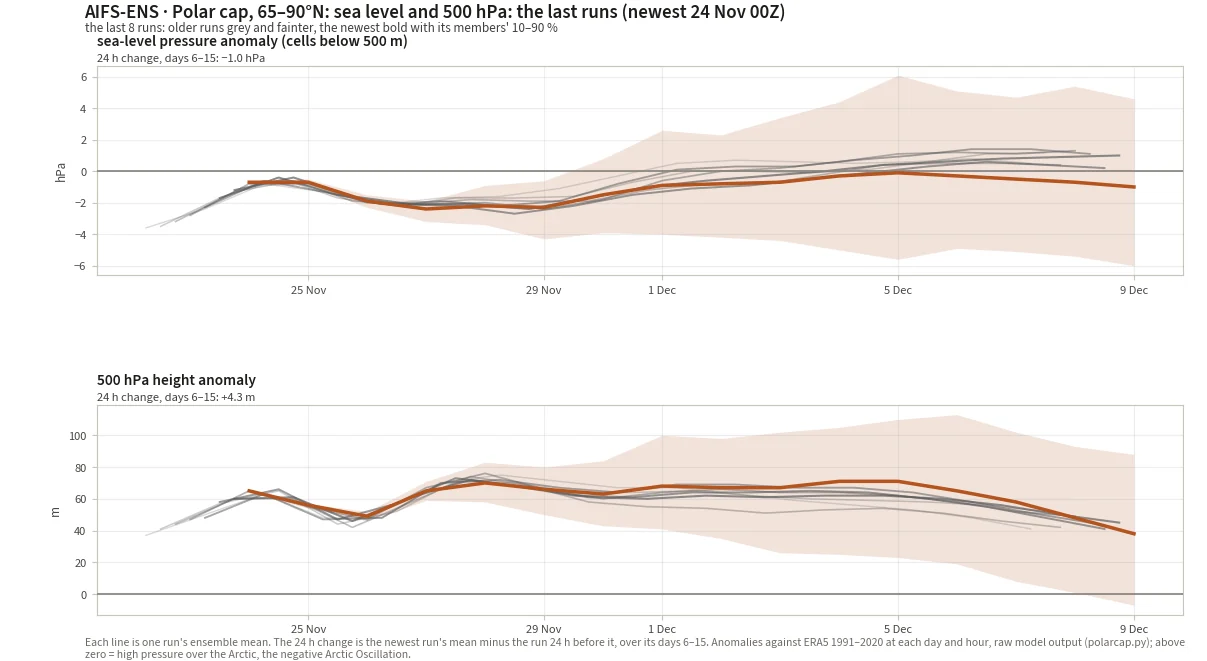 AIFS-ENS · Polar cap, 65–90°N: sea level and 500 hPa: the last runs (newest 24 Nov 00Z)
the last 8 runs: older runs grey and fainter, the newest bold with its members' 10–90 %
sea-level pressure anomaly (cells below 500 m)
24 h change, days 6–15: −1.0 hPa
6
4
2
0
−2
−4
−6
hPa
25 Nov
29 Nov
1 Dec
5 Dec
9 Dec
500 hPa height anomaly
24 h change, days 6–15: +4.3 m
100
80
60
40
20
0
m
25 Nov
29 Nov
1 Dec
5 Dec
9 Dec
Each line is one run's ensemble mean. The 24 h change is the newest run's mean minus the run 24 h before it, over its days 6–15. Anomalies against ERA5 1991–2020 at each day and hour, raw model output (polarcap.py); above
zero = high pressure over the Arctic, the negative Arctic Oscillation.